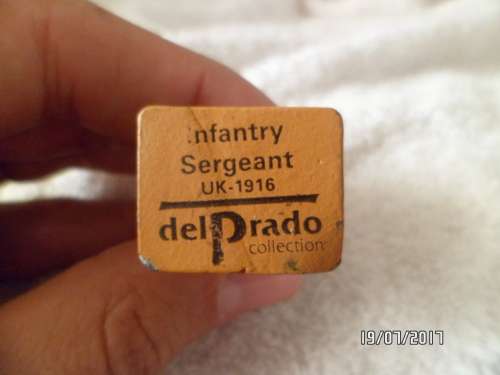 Infantry
Sergeant
UK-1916
delPrado
collection
19/07/2017